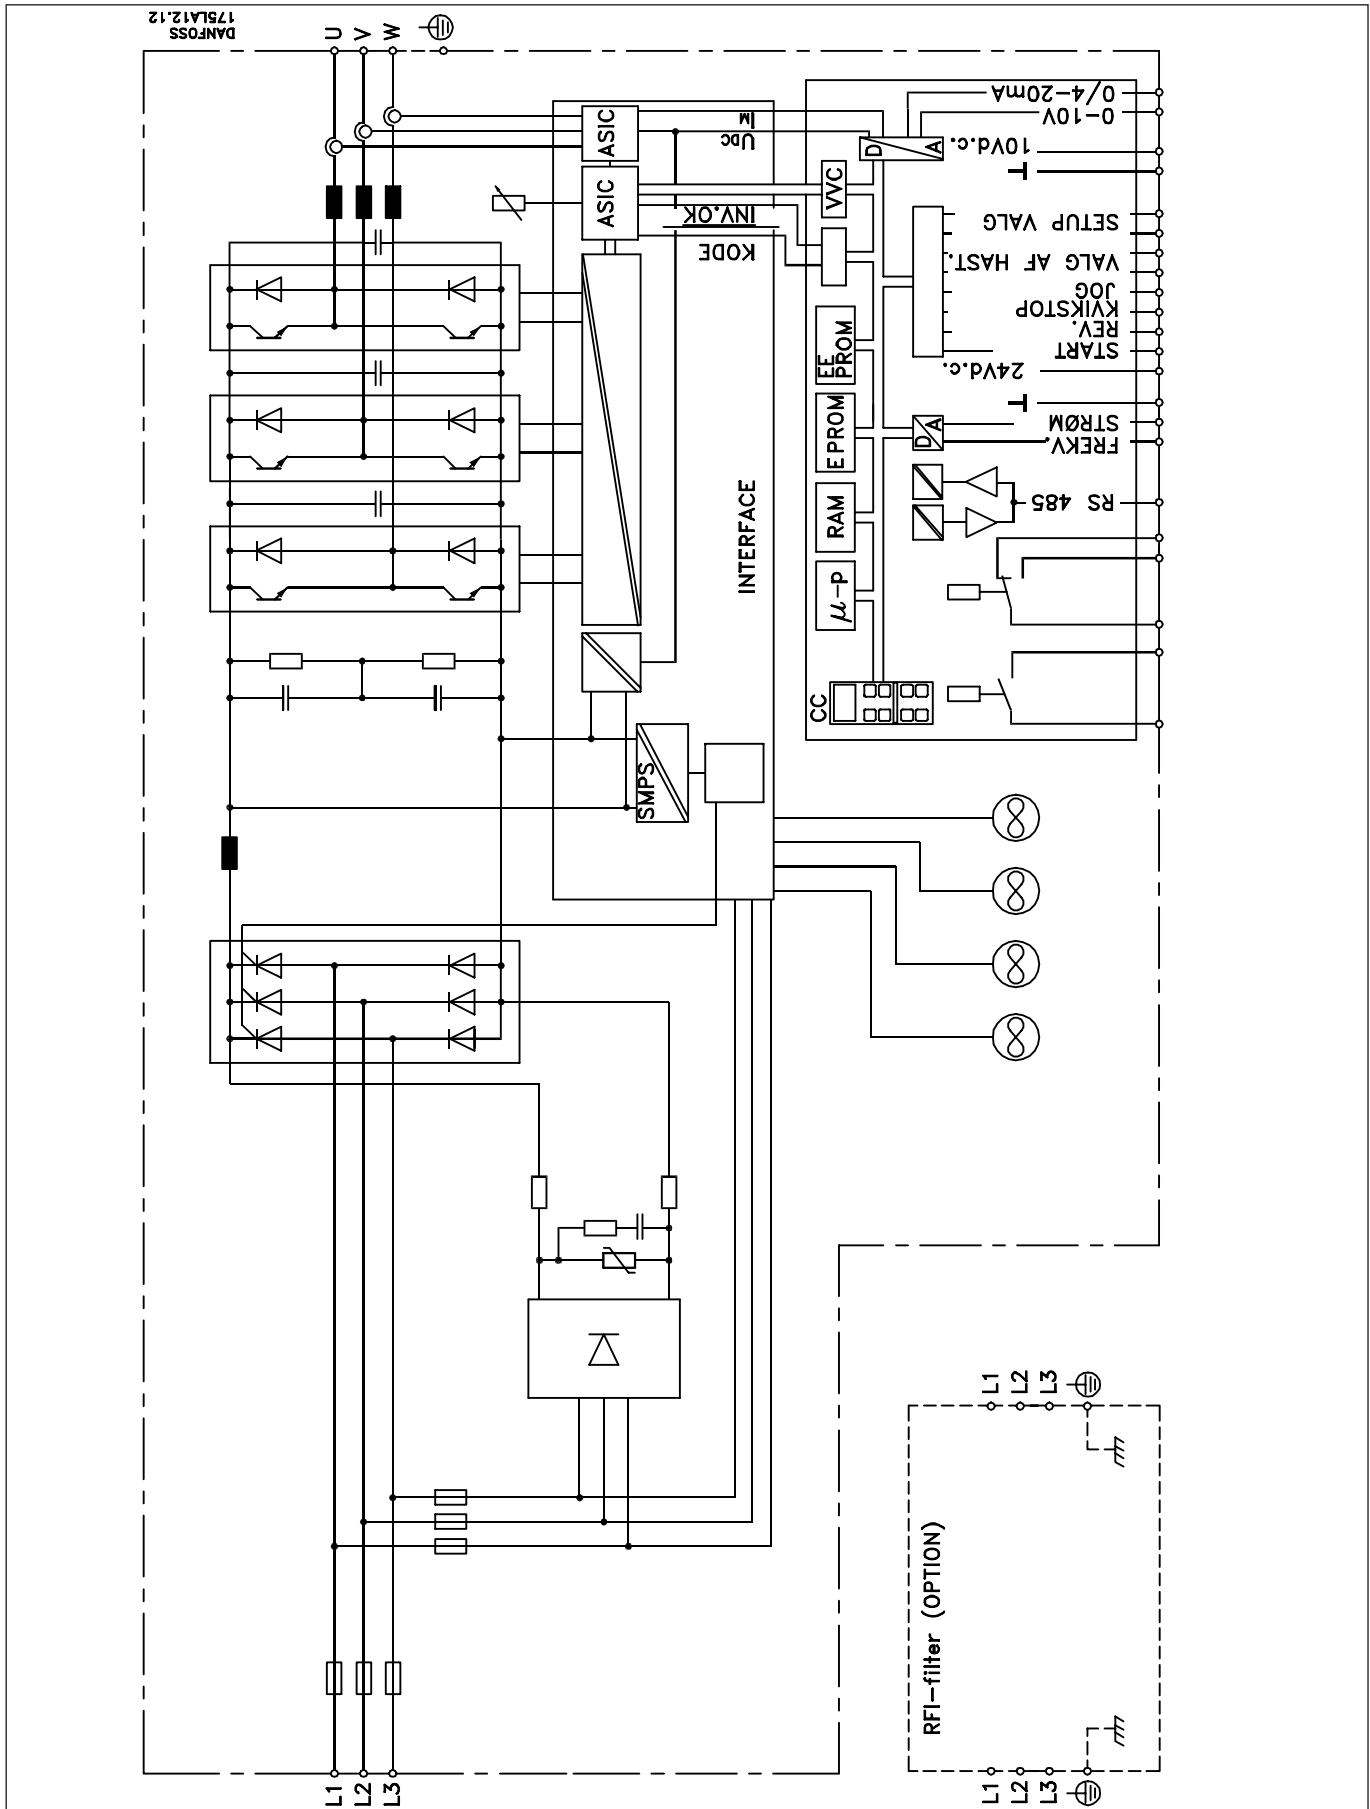 DANFOSS
175LA12.12
U
V
W
0/4-20mA
0-10V
10Vd.c.
SETUP VALG
VALG AF HAST.
JOG
KVIKSTOP
REV.
START
24Vd.c.
STRØM
FREKV.
RS 485
ASIC
ASIC
IM
UDC
INV.OK
KODE
D
A
VVC
EE
PROM
EPROM
D
A
RAM
μ-p
CC
INTERFACE
SMPS
L1
L2
L3
RFI-filter (OPTION)
L1
L2
L3
L1
L2
L3